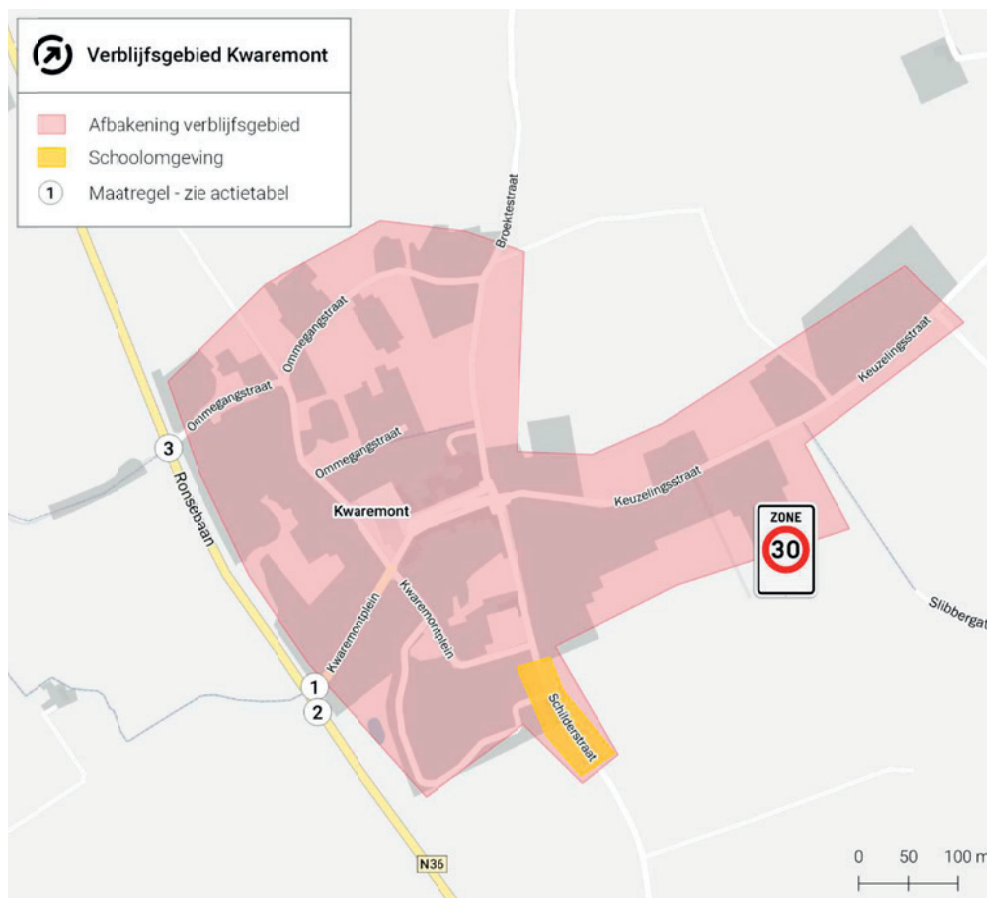 Verblijfsgebied Kwaremont
Afbakening verblijfsgebied
Schoolomgeving
1 Maatregel - zie actietabel
Broektestraat
Ommegangstraat
Ommegangstraat
Keuzelingsstraat
3
Ommegangstraat
Ronsebaan
Kwaremont
Keuzelingsstraat
ZONE
30
Kwaremontplein
Kwaremontplein
Slibbergat
1
2
Schilderstraat
N36
0 50 100 m